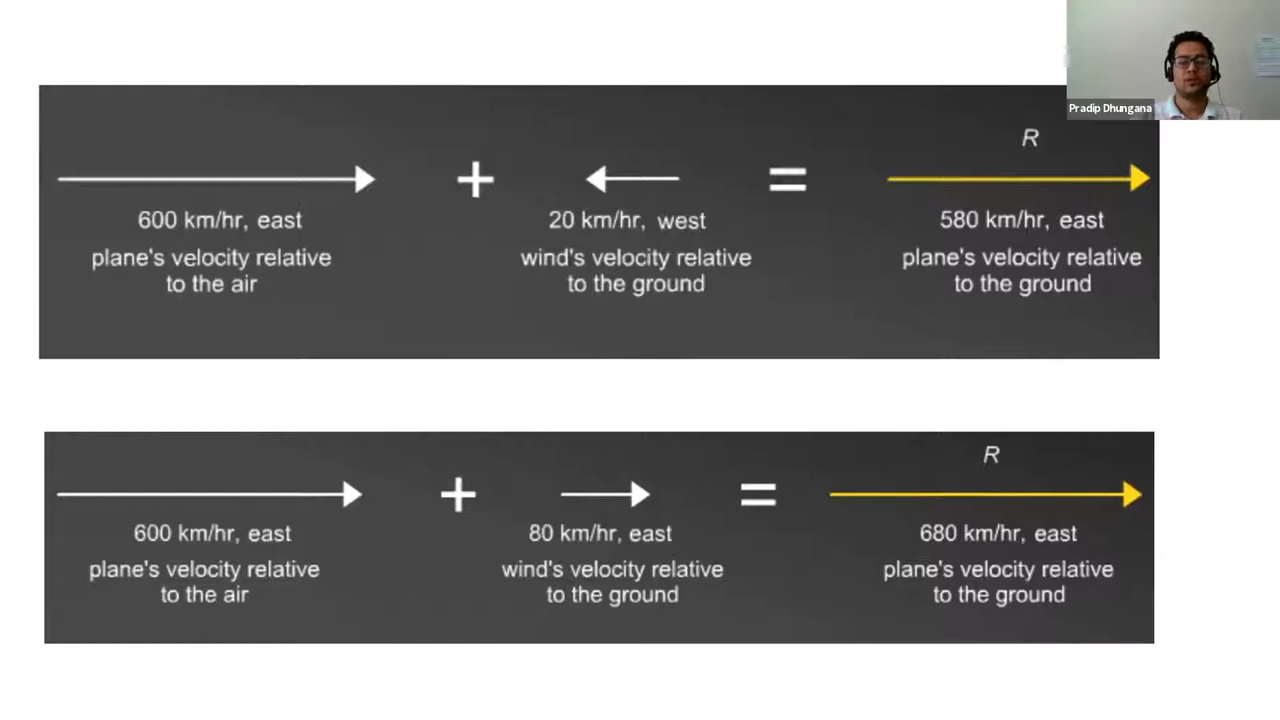 Pradip Dhungana
R
+
=
600 km/hr, east
20 km/hr, west
580 km/hr, east
plane's velocity relative
to the air
wind's velocity relative
to the ground
plane's velocity relative
to the ground
R
+
=
600 km/hr, east
80 km/hr, east
680 km/hr, east
plane's velocity relative
to the air
wind's velocity relative
to the ground
plane's velocity relative
to the ground